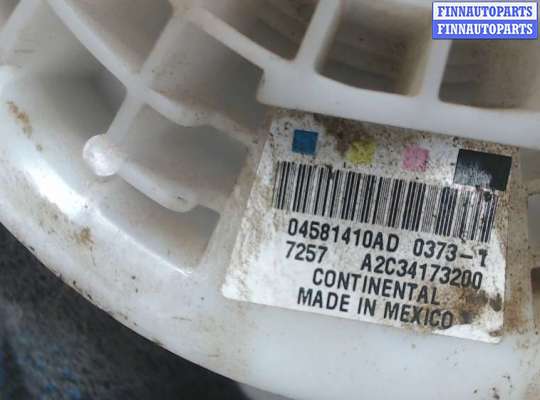 FINNAUTOPARTS
FINNAUTOPARTS
04581410AD 0373-1
7257 A2C34173200
CONTINENTAL
MADE IN MEXICO